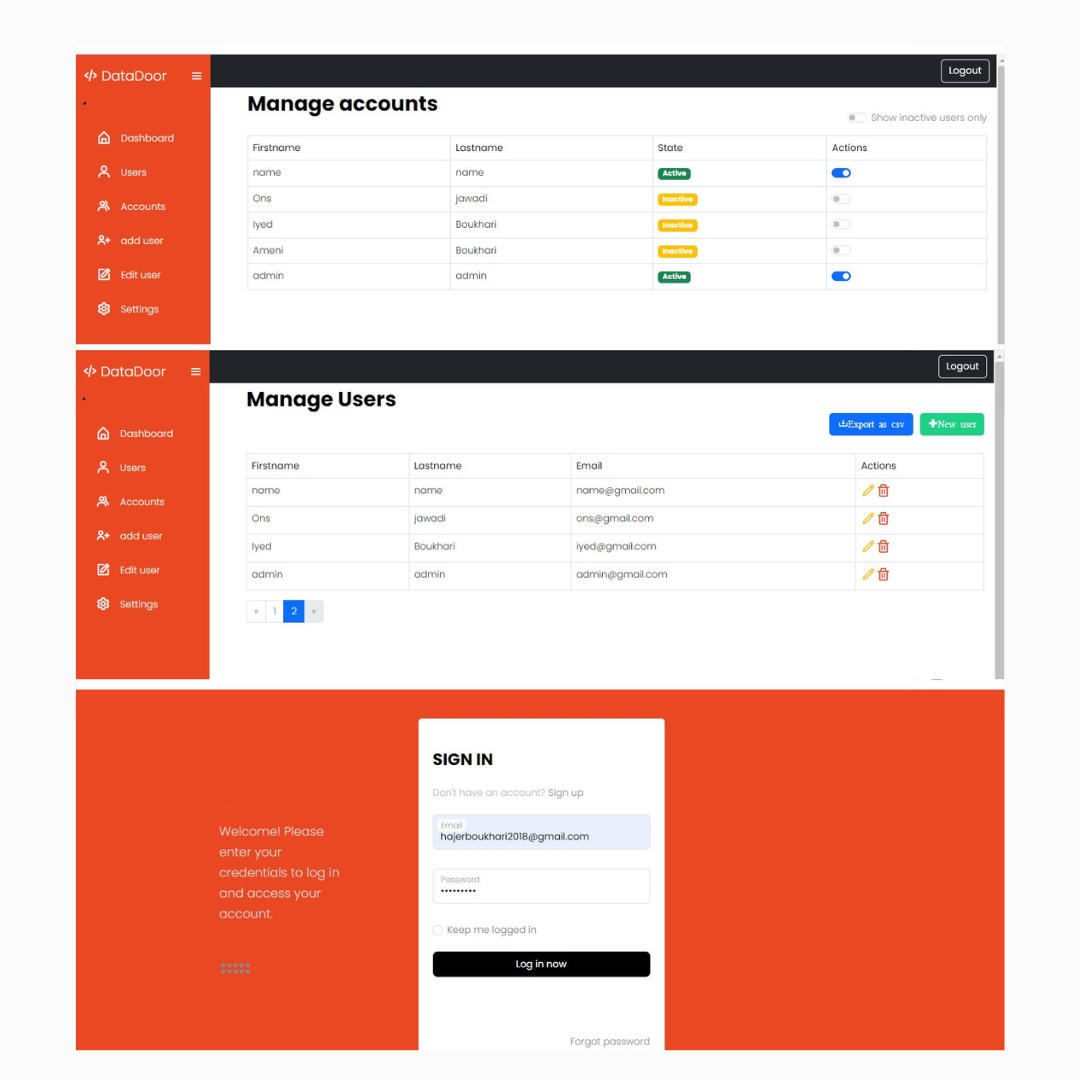 </> DataDoor
Logout
Manage accounts
Show inactive users only
Dashboard
Users
Accounts
add user
Edit user
Settings
Firstname Lastname State Actions
name name Active
Ons jawadi Inactive
Iyed Boukhari Inactive
Ameni Boukhari Inactive
admin admin Active
</> DataDoor
Logout
Manage Users
Export as csv New user
Dashboard
Users
Accounts
add user
Edit user
Settings
Firstname Lastname Email Actions
name name name@gmail.com
Ons jawadi ons@gmail.com
Iyed Boukhari iyed@gmail.com
admin admin admin@gmail.com
« 1 2 »
Welcome! Please
enter your
credentials to log in
and access your
account.
SIGN IN
Don't have an account? Sign up
Email
hajerboukhari2018@gmail.com
Password
•••••••••
Keep me logged in
Log in now
Forgot password